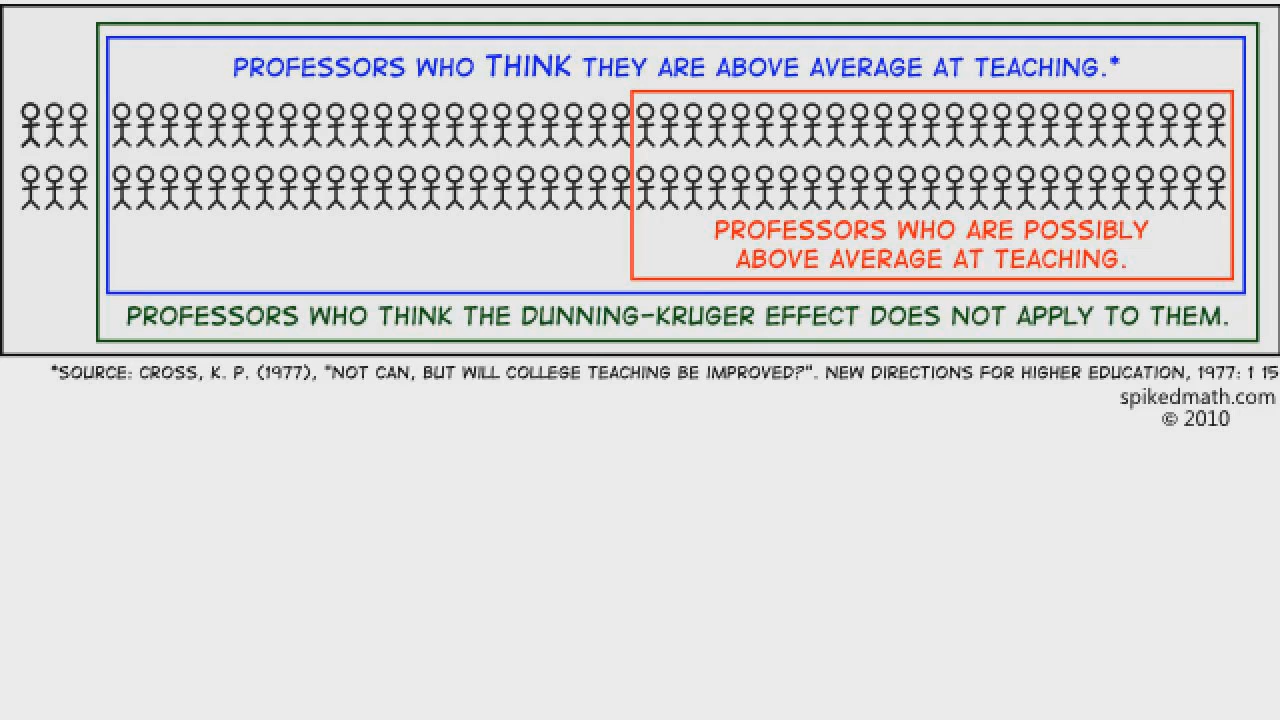 PROFESSORS WHO THINK THEY ARE ABOVE AVERAGE AT TEACHING.*
PROFESSORS WHO ARE POSSIBLY
ABOVE AVERAGE AT TEACHING.
PROFESSORS WHO THINK THE DUNNING-KRUGER EFFECT DOES NOT APPLY TO THEM.
*SOURCE: CROSS, K. P. (1977), "NOT CAN, BUT WILL COLLEGE TEACHING BE IMPROVED?". NEW DIRECTIONS FOR HIGHER EDUCATION, 1977: 1 15
spikedmath.com
© 2010